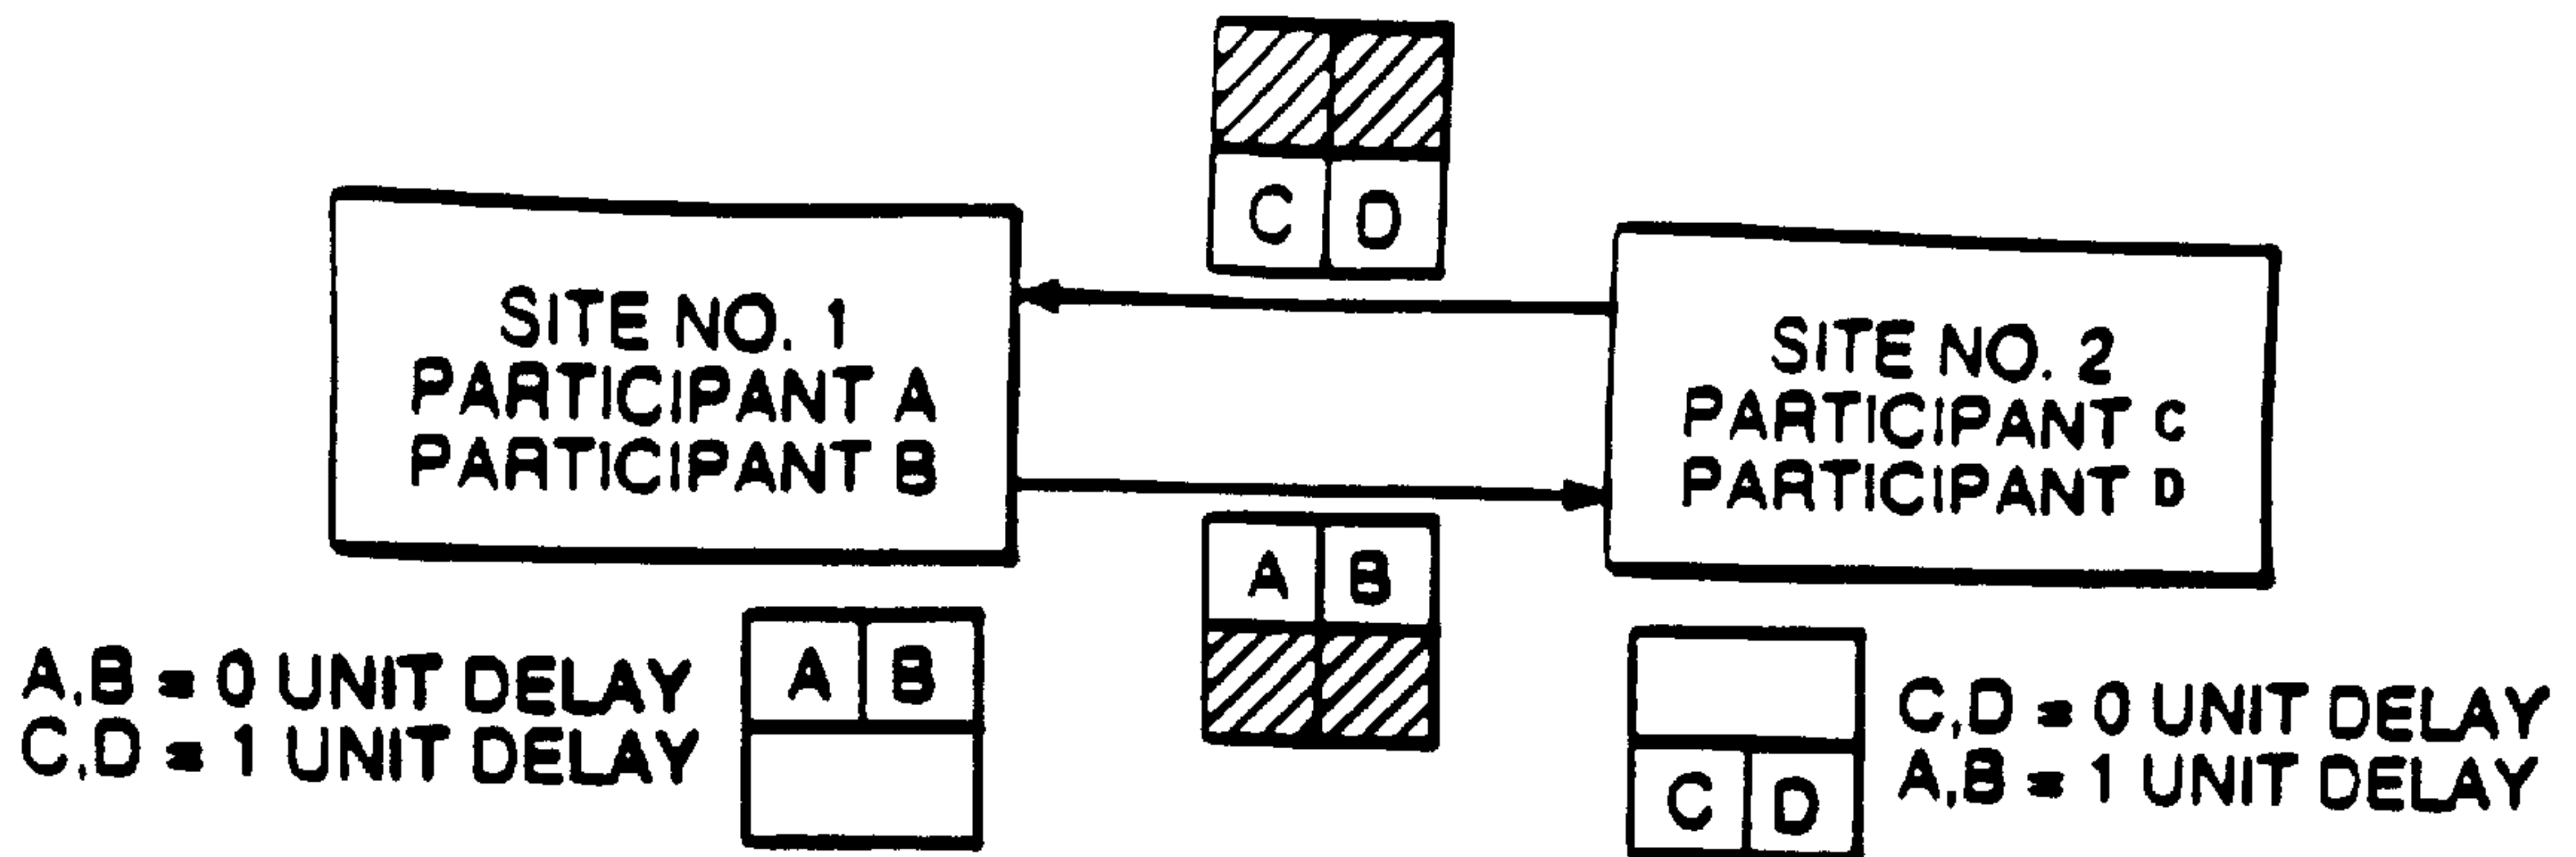 C D
SITE NO. 1
PARTICIPANT A
PARTICIPANT B
SITE NO. 2
PARTICIPANT C
PARTICIPANT D
A B
A,B = 0 UNIT DELAY
C,D = 1 UNIT DELAY
A B
C D
C,D = 0 UNIT DELAY
A,B = 1 UNIT DELAY